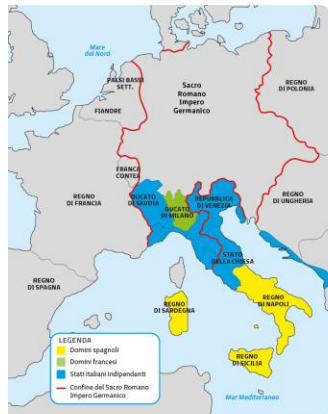 Mare
del Nord
PAESI BASSI
SETT.
Sacro
Romano
Impero
Germanico
REGNO
DI POLONIA
FIANDRE
FRANCA
CONTEA
REGNO
DI FRANCIA
DUCATO
DI SAVOIA
DUCATO
DI MILANO
REPUBBLICA
DI VENEZIA
REGNO
DI UNGHERIA
STATO
DELLA CHIESA
REGNO
DI SPAGNA
REGNO
DI SARDEGNA
REGNO
DI NAPOLI
REGNO
DI SICILIA
Mar Mediterraneo
LEGENDA
Domini spagnoli
Domini francesi
Stati Italiani Indipendenti
Confine del Sacro Romano
Impero Germanico